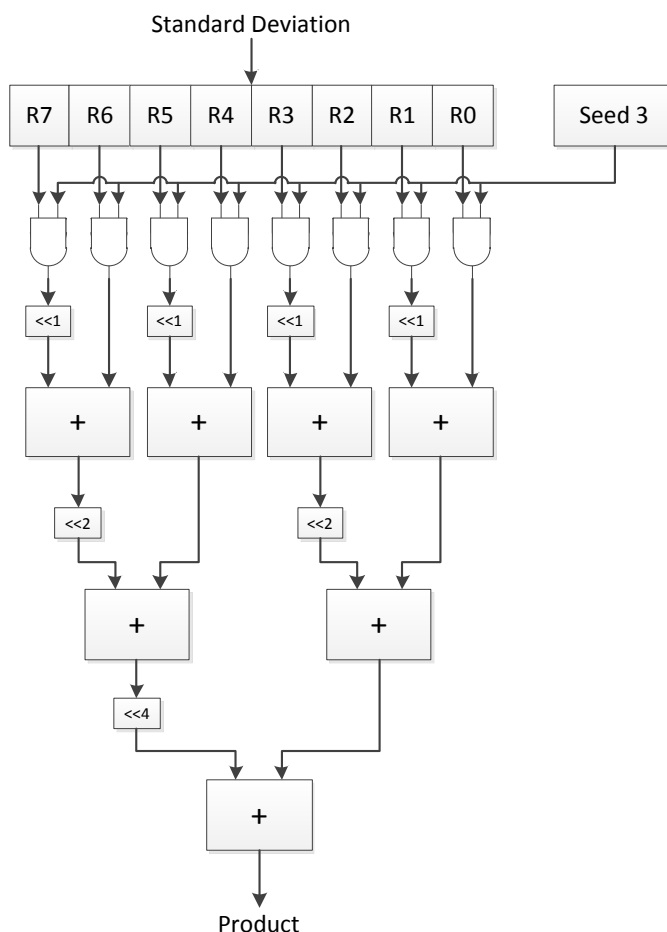 Standard Deviation
R7 R6 R5 R4 R3 R2 R1 R0 Seed 3
<<1 <<1 <<1 <<1
+ + + +
<<2 <<2
+ +
<<4
+
Product